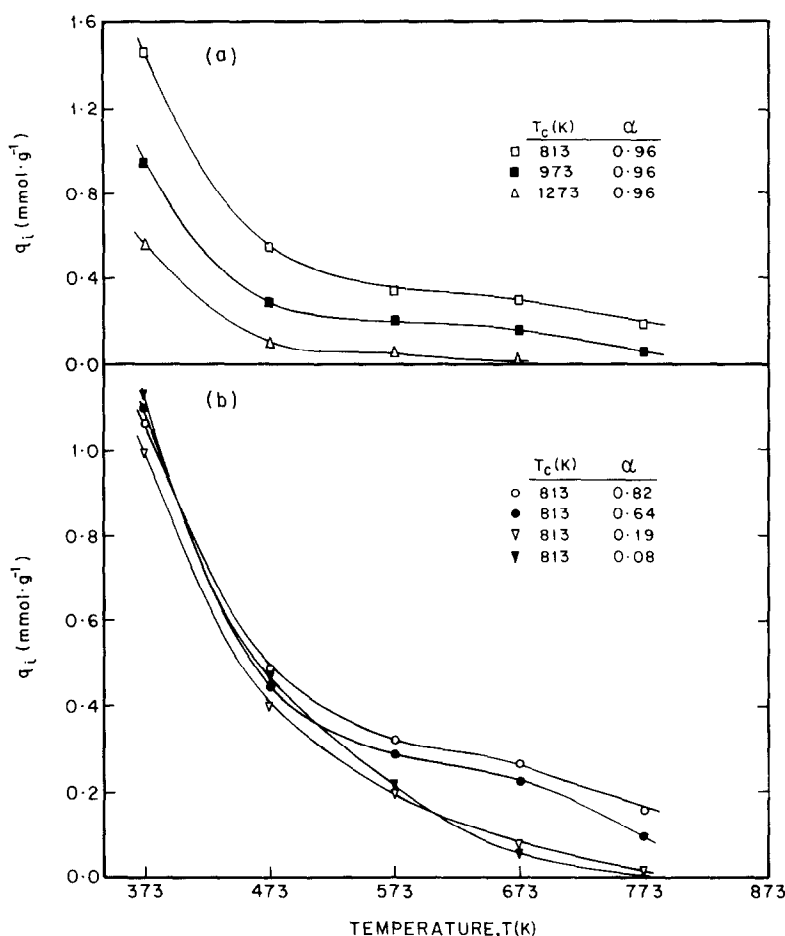 (a)
1·6
1·2
0·8
0·4
0·0
qᵢ (mmol·g⁻¹)
T_c(K) α
813 0·96
973 0·96
1273 0·96
(b)
1·0
0·8
0·6
0·4
0·2
0·0
qᵢ (mmol·g⁻¹)
T_c(K) α
813 0·82
813 0·64
813 0·19
813 0·08
373 473 573 673 773 873
TEMPERATURE,T(K)